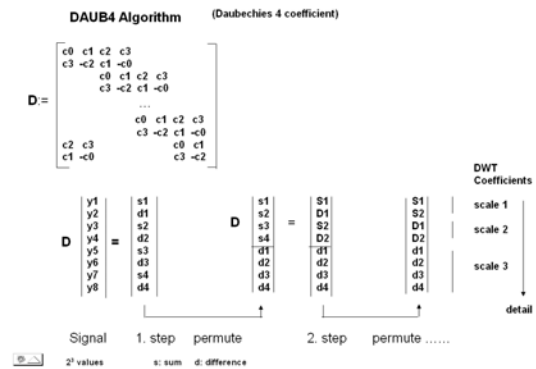 DAUB4 Algorithm (Daubechies 4 coefficient)
c0 c1 c2 c3
c3 -c2 c1 -c0
c0 c1 c2 c3
c3 -c2 c1 -c0
...
D:=
c0 c1 c2 c3
c3 -c2 c1 -c0
c2 c3 c0 c1
c1 -c0 c3 -c2
DWT
Coefficients
y1 s1 s1 S1 S1
y2 d1 s2 D1 S2 scale 1
y3 s2 s3 S2 D1
D y4 = d2 D s4 = D2 D2 scale 2
y5 s3 d1 d1 d1
y6 d3 d2 d2 d2
y7 s4 d3 d3 d3 scale 3
y8 d4 d4 d4 d4
detail
Signal 1. step permute 2. step permute ......
2³ values s: sum d: difference